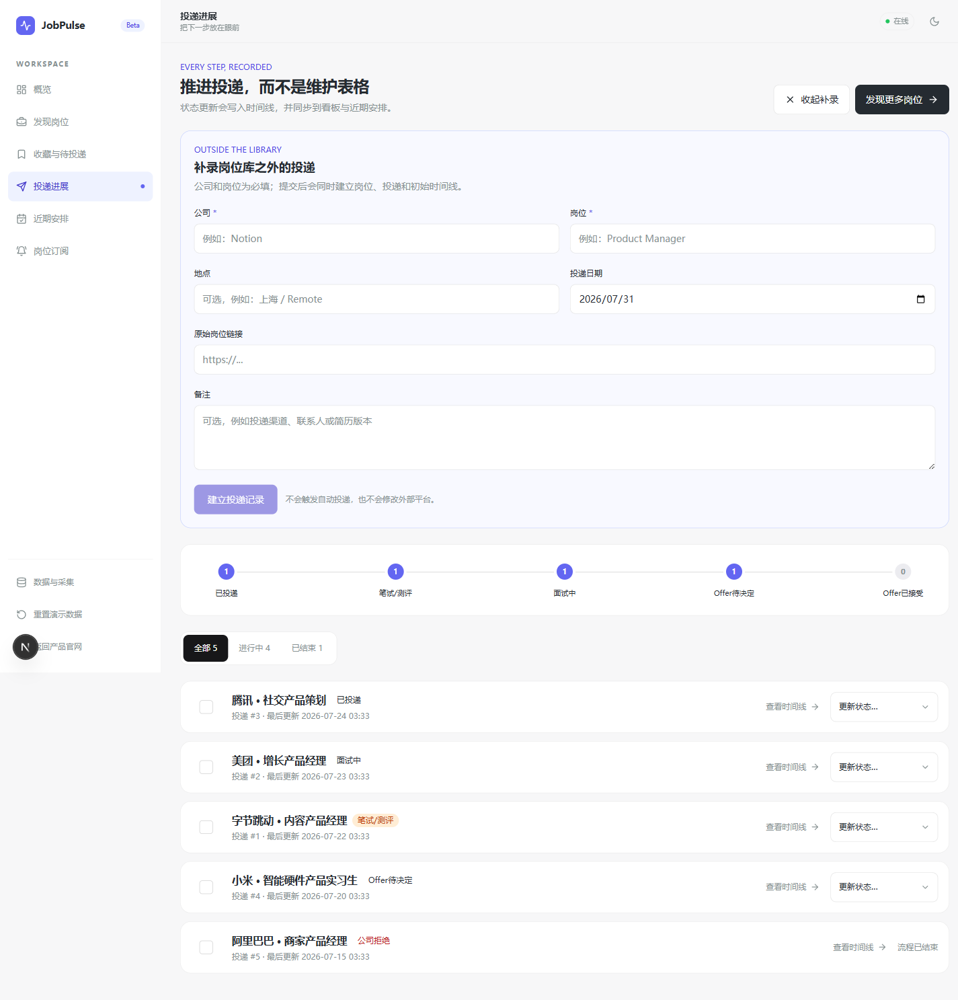 JobPulse
Beta
WORKSPACE
概览
发现岗位
收藏与待投递
投递进展
近期安排
岗位订阅
数据与采集
重置演示数据
N
返回产品官网
投递进展
把下一步放在眼前
在线
EVERY STEP, RECORDED
推进投递，而不是维护表格
状态更新会写入时间线，并同步到看板与近期安排。
收起补录
发现更多岗位
OUTSIDE THE LIBRARY
补录岗位库之外的投递
公司和岗位为必填；提交后会同时建立岗位、投递和初始时间线。
公司 *
岗位 *
例如：Notion
例如：Product Manager
地点
投递日期
可选，例如：上海 / Remote
2026/07/31
原始岗位链接
https://...
备注
可选，例如投递渠道、联系人或简历版本
建立投递记录
不会触发自动投递，也不会修改外部平台。
1
已投递
1
笔试/测评
1
面试中
1
Offer待决定
0
Offer已接受
全部 5
进行中 4
已结束 1
腾讯 • 社交产品策划 已投递
投递 #3 · 最后更新 2026-07-24 03:33
查看时间线 →
更新状态...
美团 • 增长产品经理 面试中
投递 #2 · 最后更新 2026-07-23 03:33
查看时间线 →
更新状态...
字节跳动 • 内容产品经理 笔试/测评
投递 #1 · 最后更新 2026-07-22 03:33
查看时间线 →
更新状态...
小米 • 智能硬件产品实习生 Offer待决定
投递 #4 · 最后更新 2026-07-20 03:33
查看时间线 →
更新状态...
阿里巴巴 • 商家产品经理 公司拒绝
投递 #5 · 最后更新 2026-07-15 03:33
查看时间线 →
流程已结束